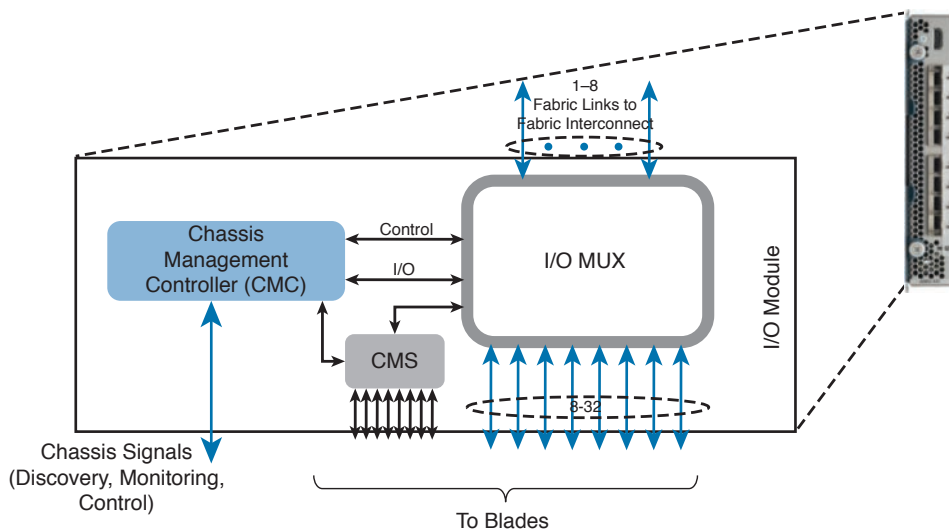 1–8
Fabric Links to
Fabric Interconnect
Chassis
Management
Controller (CMC)
Control
I/O
I/O MUX
I/O Module
CMS
8-32
Chassis Signals
(Discovery, Monitoring,
Control)
To Blades